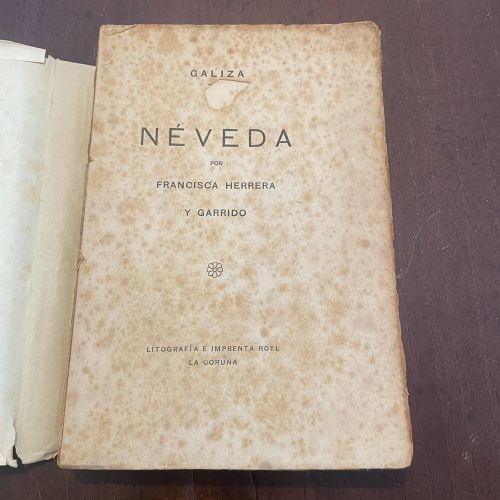 GALIZA
NÉVEDA
POR
FRANCISCA HERRERA
Y GARRIDO
LITOGRAFÍA E IMPRENTA ROEL
LA CORUÑA